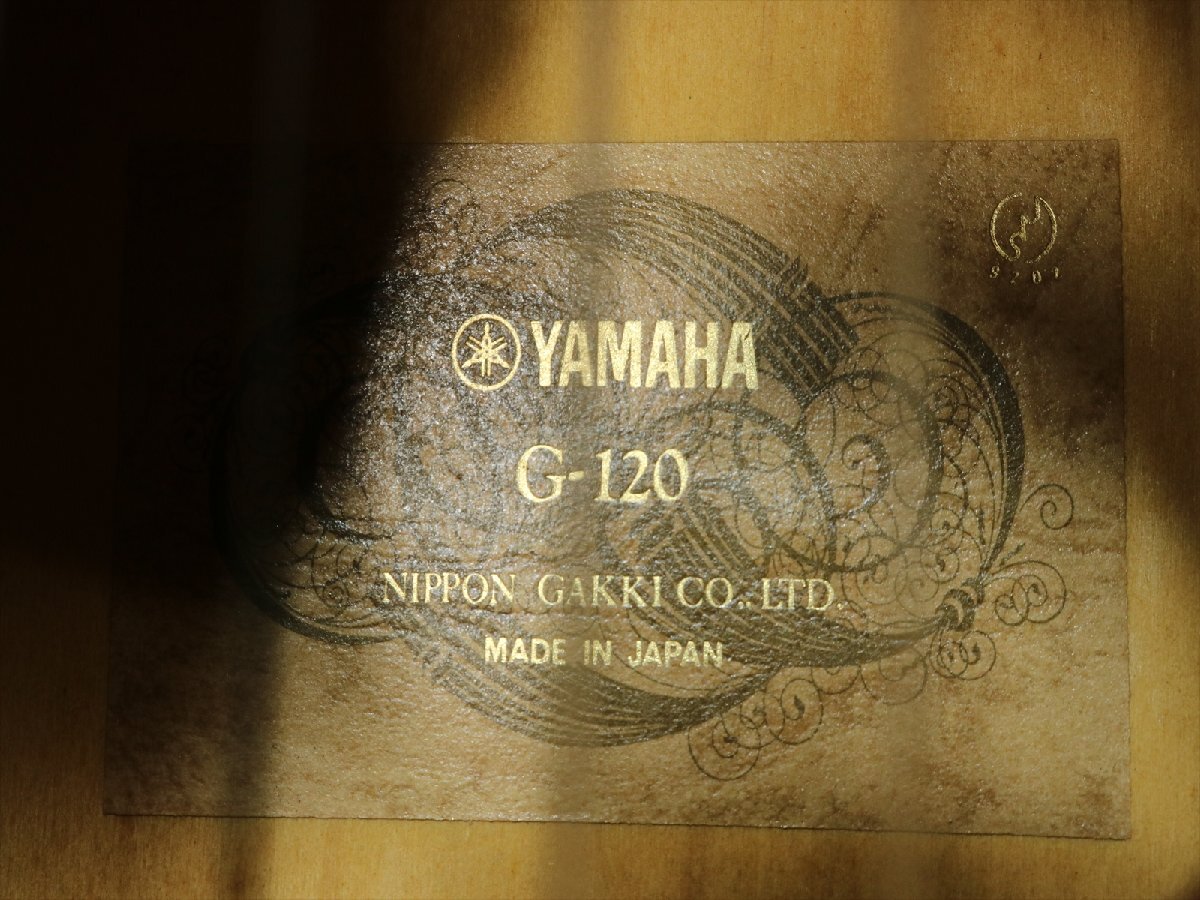 YAMAHA
G-120
NIPPON GAKKI CO., LTD.
MADE IN JAPAN